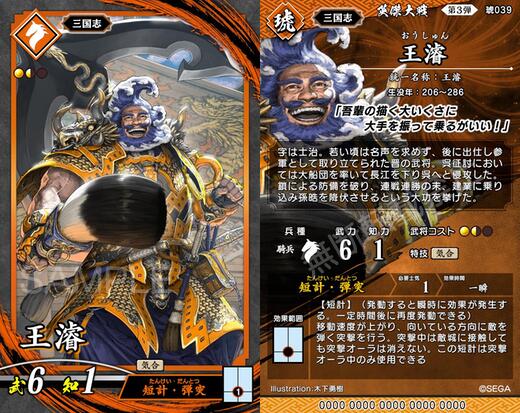 三国志
王濬
気合
武6 知1
たんけい・だんとつ
短計・弾突
1
SAMPLE
琥
三国志
英傑大戦
第3弾
琥039
おうしゅん
王濬
統一名称：王濬
生没年：206～286
「吾輩の描く大いくさに
大手を振って乗るがいい！」
字は士治。若い頃は名声を求めず、後に出仕し参
軍として取り立てられた晋の武将。呉征討におい
ては大船団を率いて長江を下り呉へと侵攻した。
鎖による防備を破り、連戦連勝の末、建業に乗り
込み孫皓を降伏させるという大功を挙げた。
兵種 武力 知力 武将コスト
騎兵 6 1
特技 気合
たんけい・だんとつ
短計・弾突
必要士気
1
効果時間
一瞬
効果範囲
【短計】（発動すると瞬時に効果が発生す
る。一定時間後に再度発動できる）
移動速度が上がり、向いている方向に敵を
弾く突撃を行う。突撃中は敵城に接触して
も突撃オーラは消えない。この短計は突撃
オーラ中のみ使用できる
Illustration:木下勇樹
©SEGA
0000 0000 0000 0000 0000